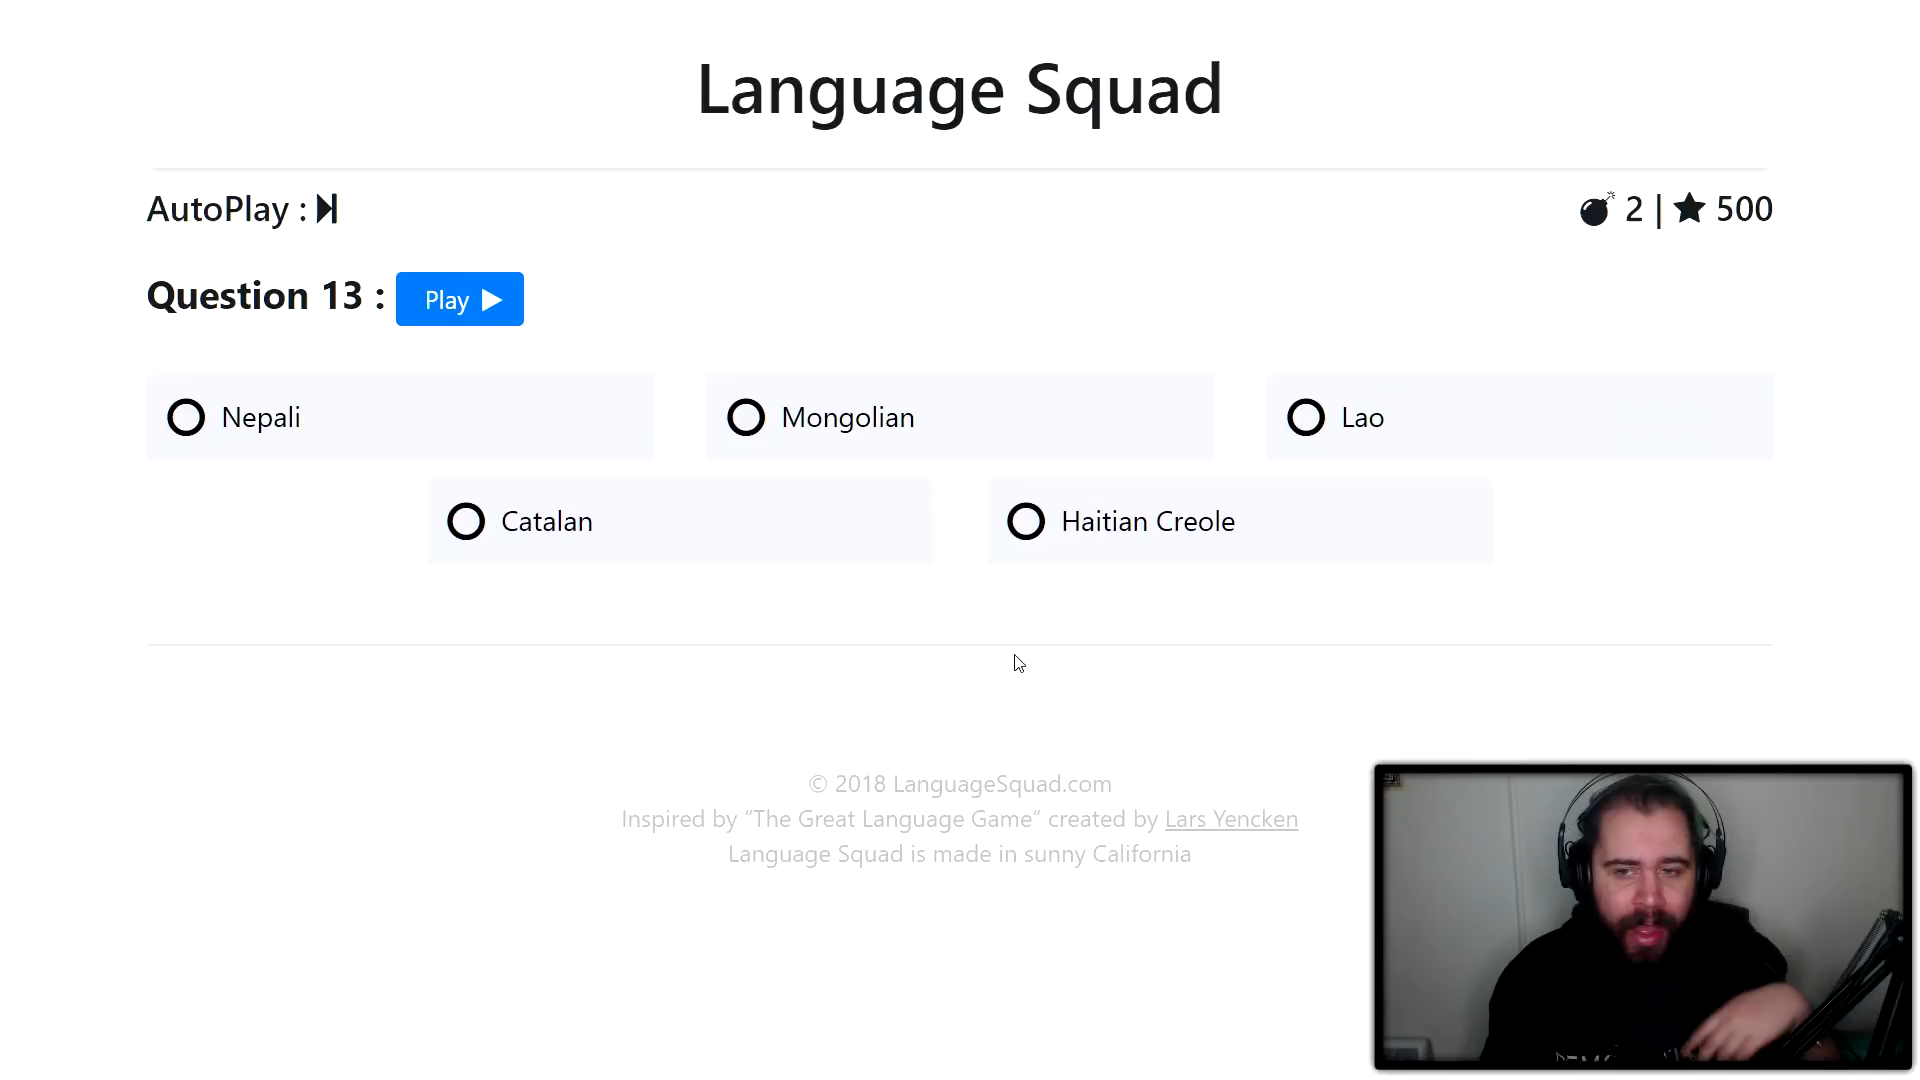 Language Squad
AutoPlay :
2 | 500
Question 13 : Play
Nepali
Mongolian
Lao
Catalan
Haitian Creole
© 2018 LanguageSquad.com
Inspired by “The Great Language Game” created by Lars Yencken
Language Squad is made in sunny California